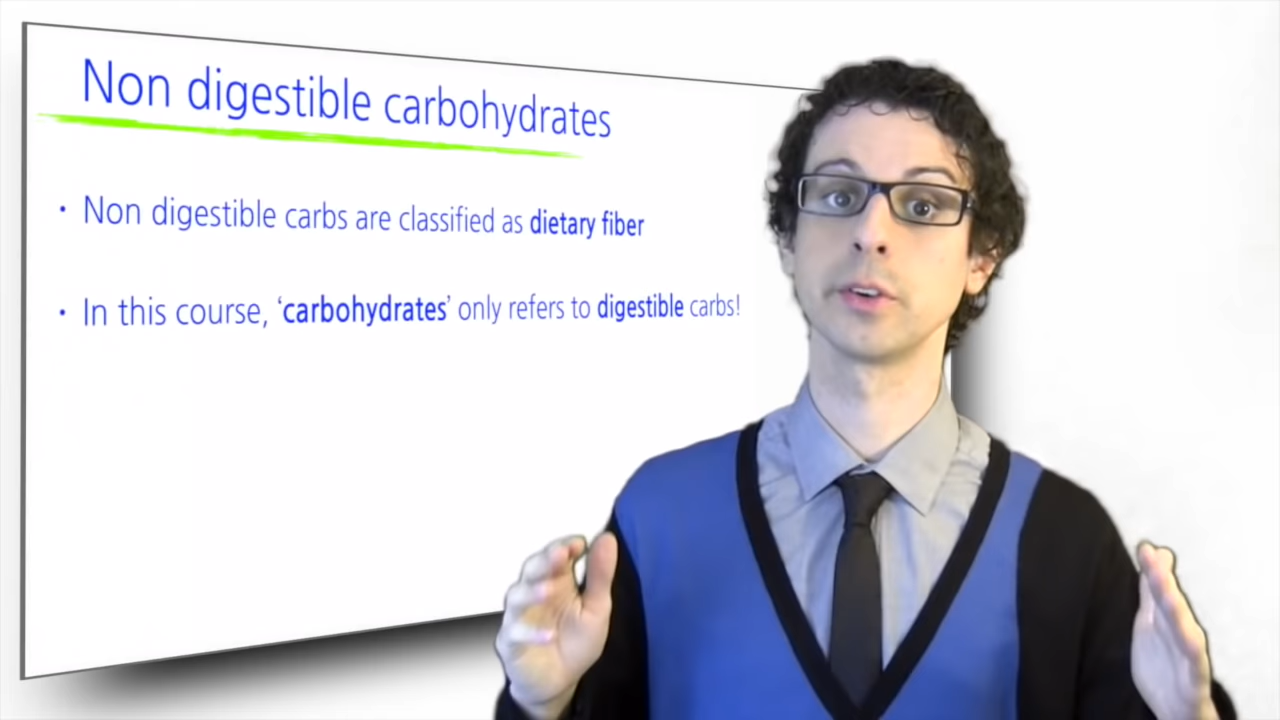 Non digestible carbohydrates
• Non digestible carbs are classified as dietary fiber
• In this course, ‘carbohydrates’ only refers to digestible carbs!